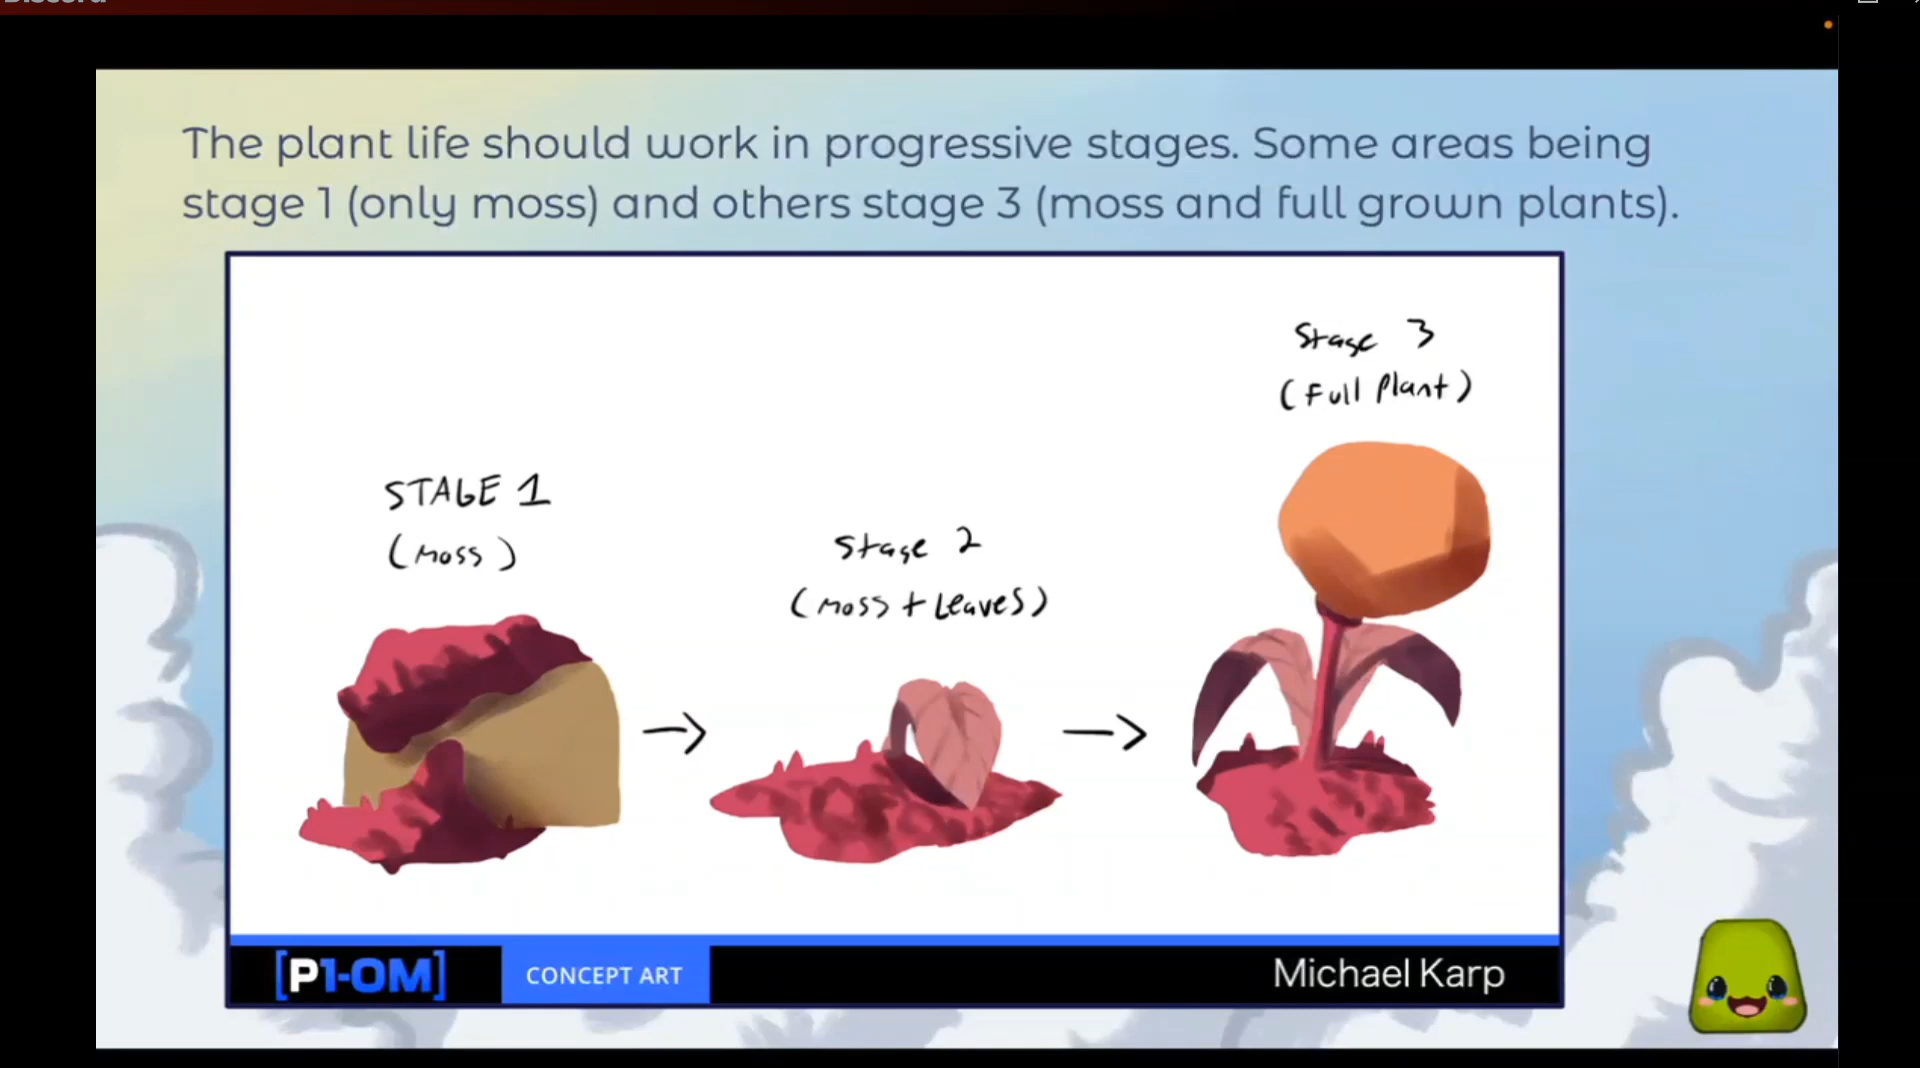 Discord
The plant life should work in progressive stages. Some areas being
stage 1 (only moss) and others stage 3 (moss and full grown plants).
Stage 3
(Full Plant)
STAGE 1
(Moss)
Stage 2
(Moss + Leaves)
[P1-OM]
CONCEPT ART
Michael Karp